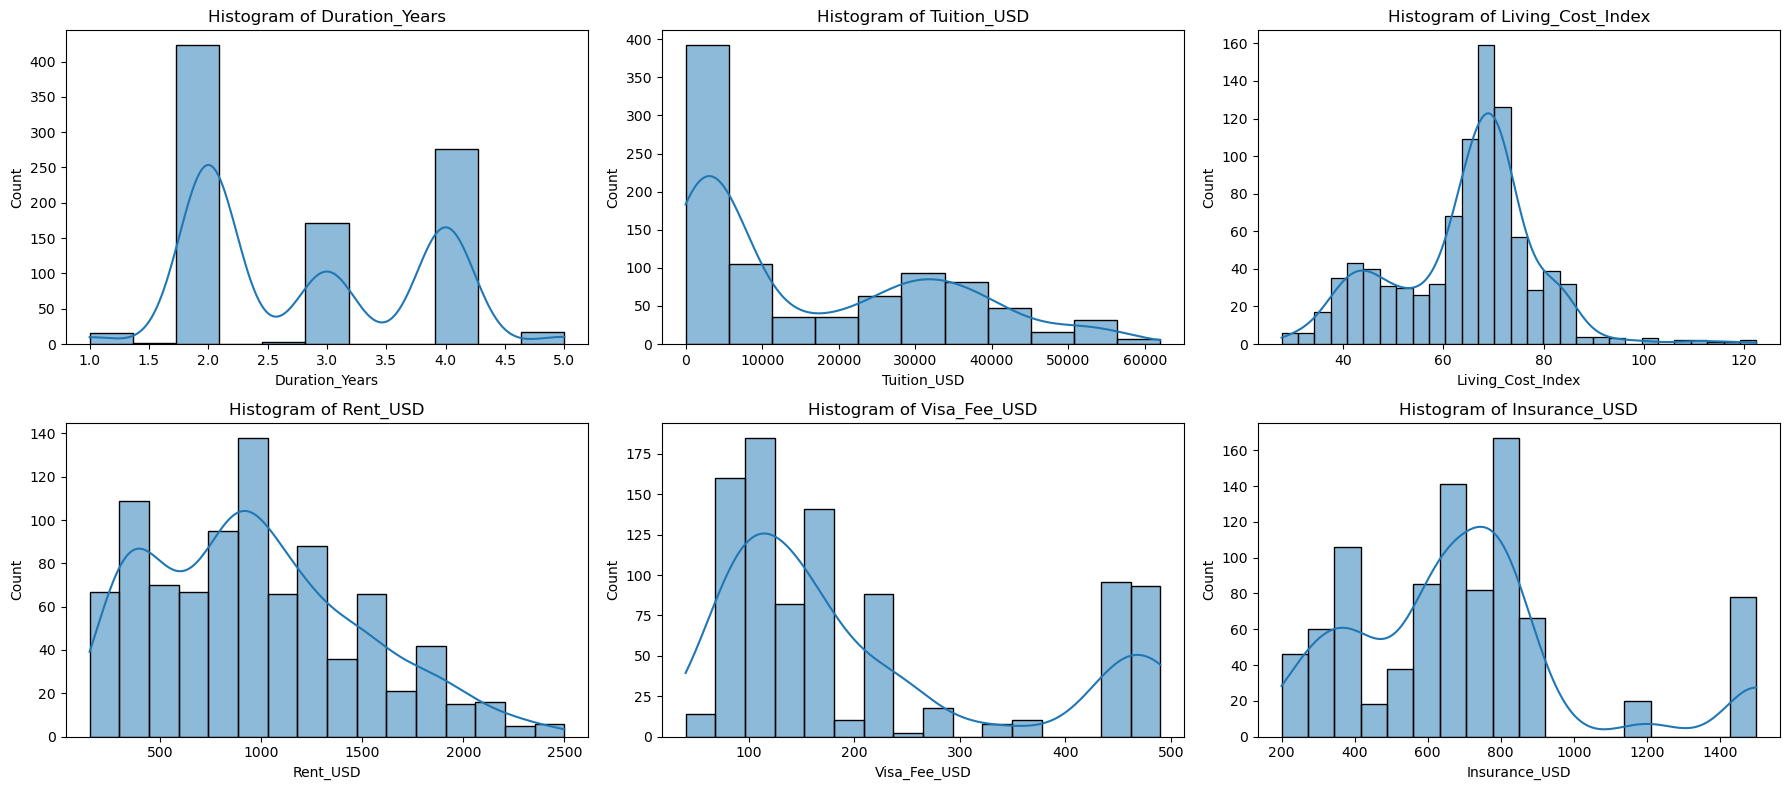 Histogram of Duration_Years
Count
400
350
300
250
200
150
100
50
0
1.0 1.5 2.0 2.5 3.0 3.5 4.0 4.5 5.0
Duration_Years
Histogram of Tuition_USD
Count
400
350
300
250
200
150
100
50
0
0 10000 20000 30000 40000 50000 60000
Tuition_USD
Histogram of Living_Cost_Index
Count
160
140
120
100
80
60
40
20
0
40 60 80 100 120
Living_Cost_Index
Histogram of Rent_USD
Count
140
120
100
80
60
40
20
0
500 1000 1500 2000 2500
Rent_USD
Histogram of Visa_Fee_USD
Count
175
150
125
100
75
50
25
0
100 200 300 400 500
Visa_Fee_USD
Histogram of Insurance_USD
Count
160
140
120
100
80
60
40
20
0
200 400 600 800 1000 1200 1400
Insurance_USD